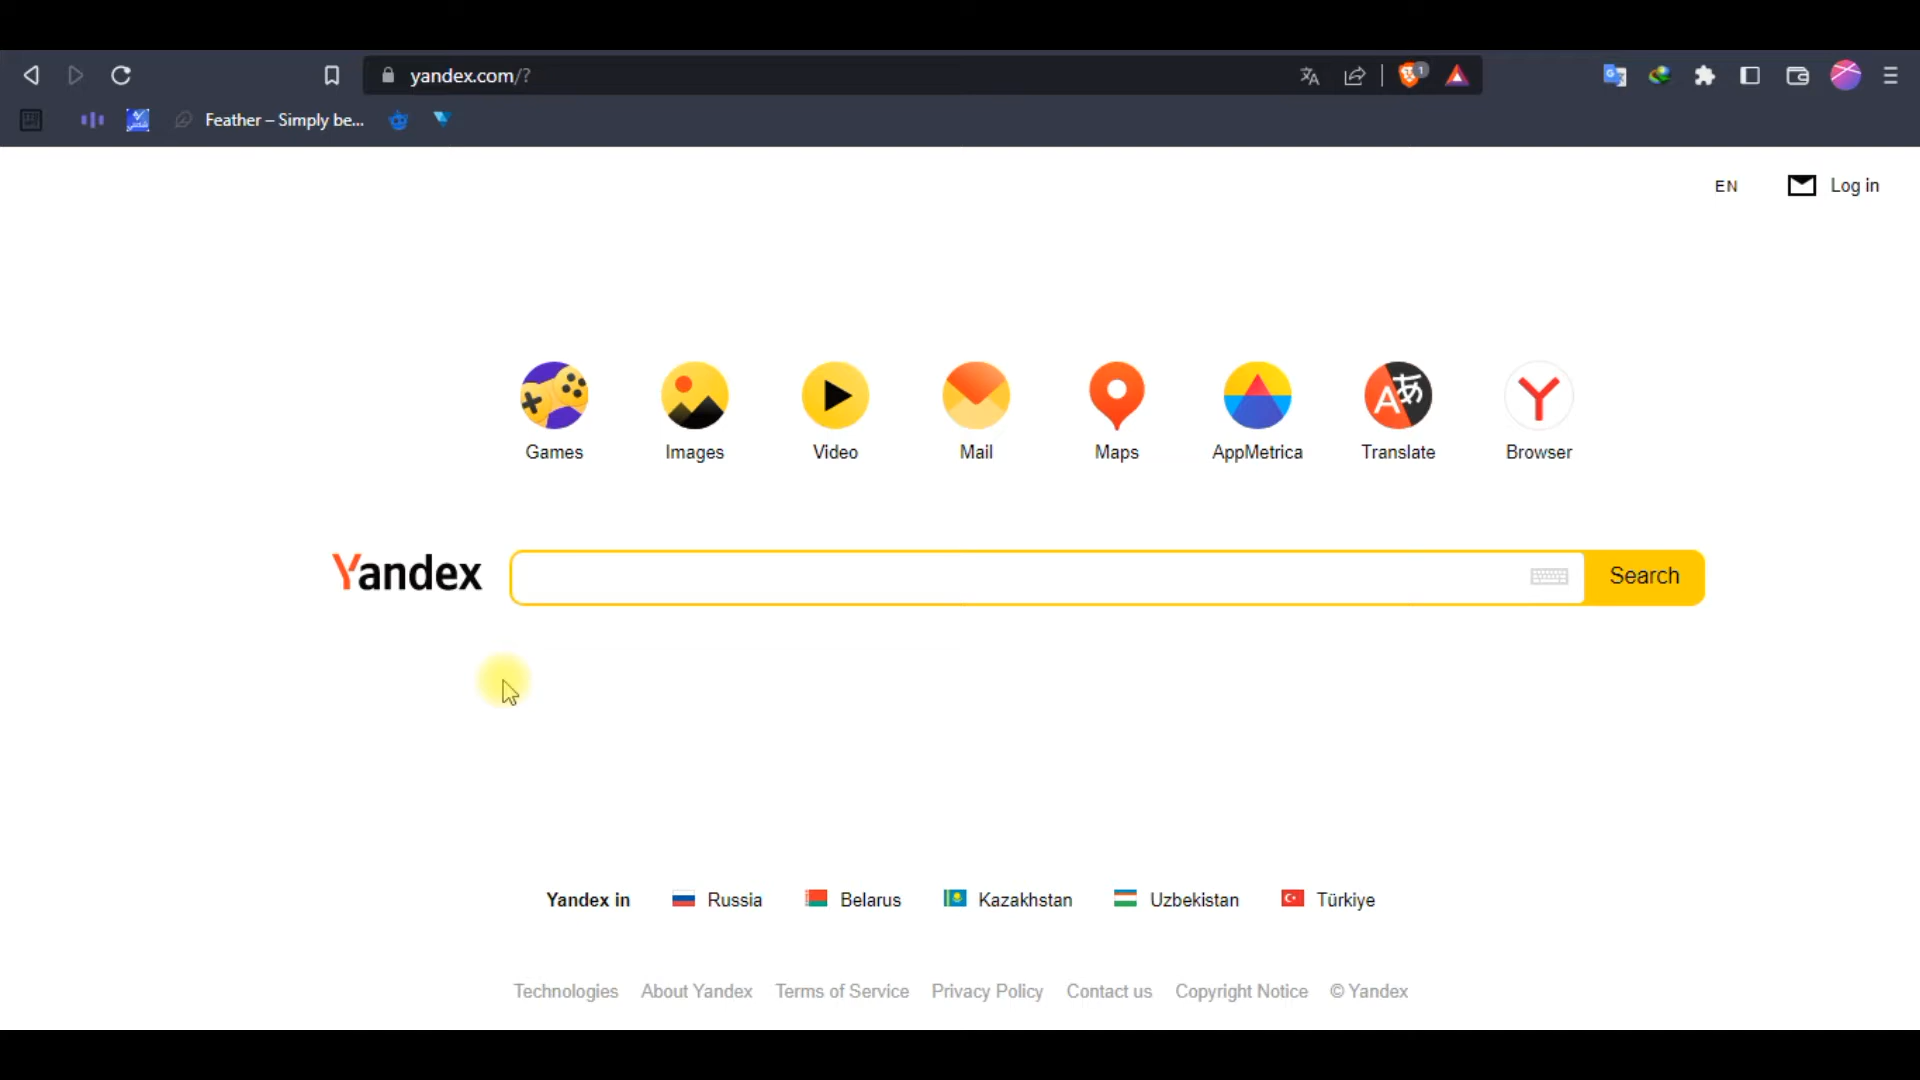 yandex.com/?
1
Feather – Simply be...
EN
Log in
Games
Images
Video
Mail
Maps
AppMetrica
Translate
Browser
Yandex
Search
Yandex in
Russia
Belarus
Kazakhstan
Uzbekistan
Türkiye
Technologies
About Yandex
Terms of Service
Privacy Policy
Contact us
Copyright Notice
© Yandex